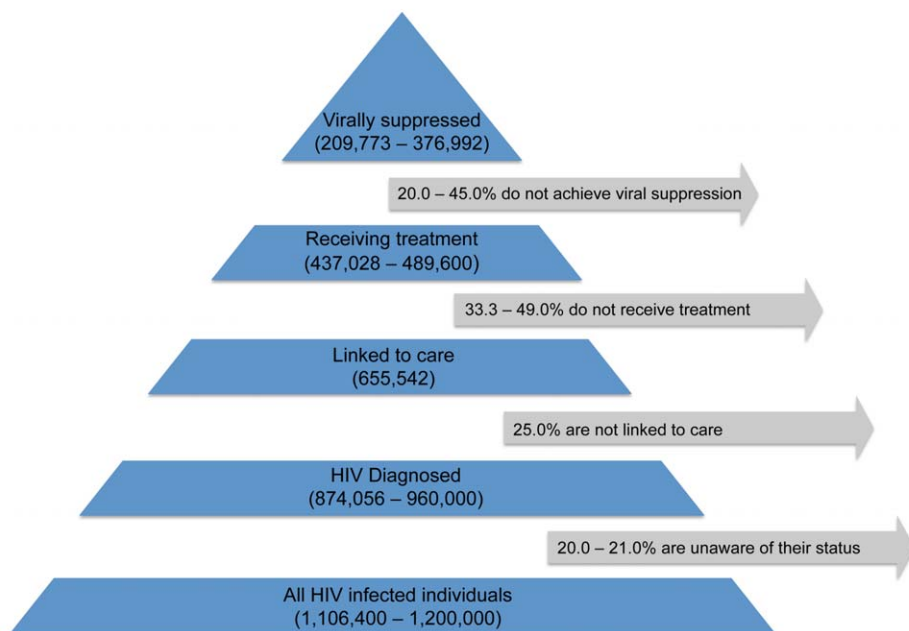 Virally suppressed
(209,773 – 376,992)
20.0 – 45.0% do not achieve viral suppression
Receiving treatment
(437,028 – 489,600)
33.3 – 49.0% do not receive treatment
Linked to care
(655,542)
25.0% are not linked to care
HIV Diagnosed
(874,056 – 960,000)
20.0 – 21.0% are unaware of their status
All HIV infected individuals
(1,106,400 – 1,200,000)